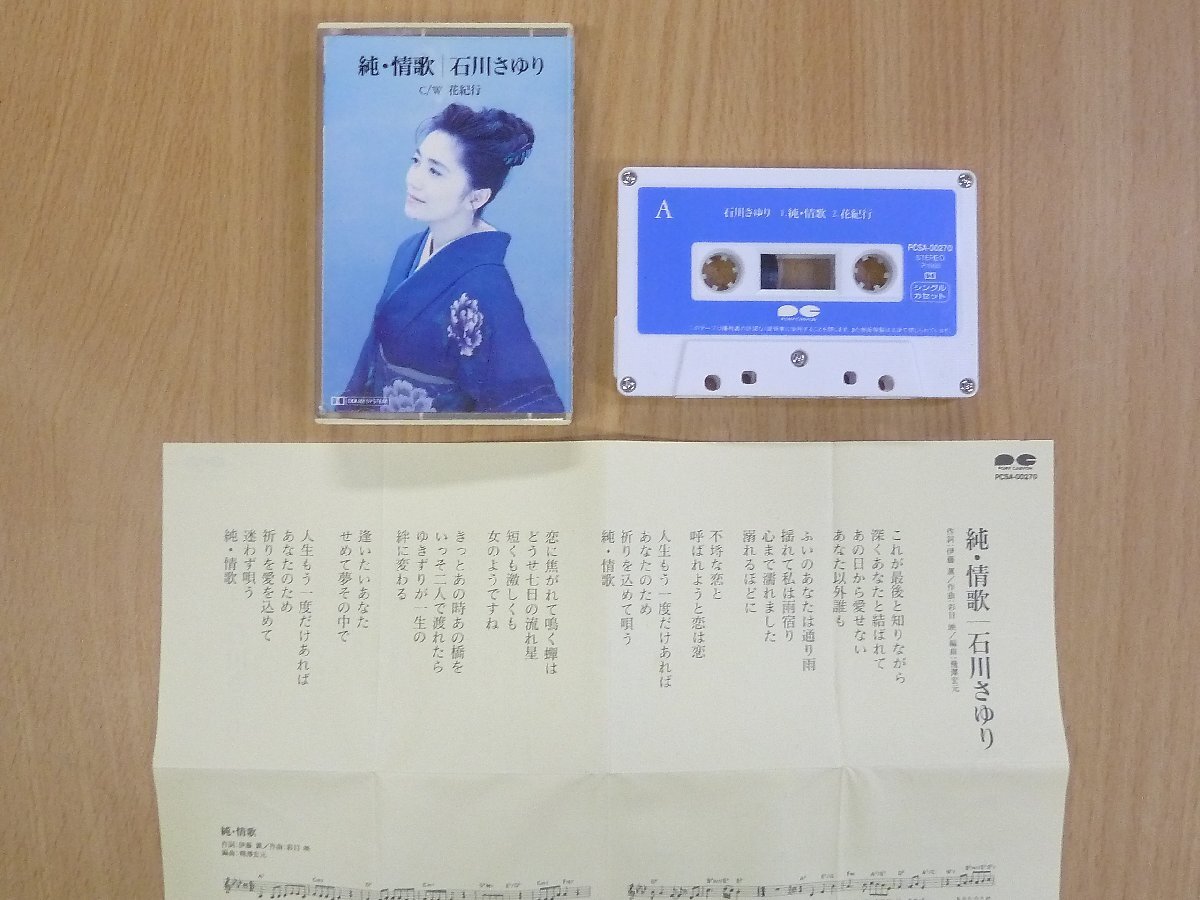 純・情歌 石川さゆり
C/W 花紀行
DOLBY SYSTEM
A
石川さゆり 1.純・情歌 2.花紀行
PCSA-00270
STEREO
シングル
カセット
PONY CANYON
PONY CANYON
PCSA-00270
純・情歌 石川さゆり
これが最後と知りながら
深くあなたと結ばれて
あの日から愛せない
あなた以外誰も
ふいのあなたは通り雨
揺れて私は雨宿り
心まで濡れました
溺れるほどに
不埒な恋と
呼ばれようと恋は恋
人生もう一度だけあれば
あなたのため
祈りを込めて唄う
純・情歌
恋に焦がれて鳴く蟬は
どうせ七日の流れ星
短くも激しくも
女のようですね
きっとあの時あの橋を
いっそ二人で渡れたら
ゆきずりが一生の
絆に変わる
逢いたいあなた
せめて夢その中で
人生もう一度だけあれば
あなたのため
祈りを愛を込めて
迷わず唄う
純・情歌
純・情歌